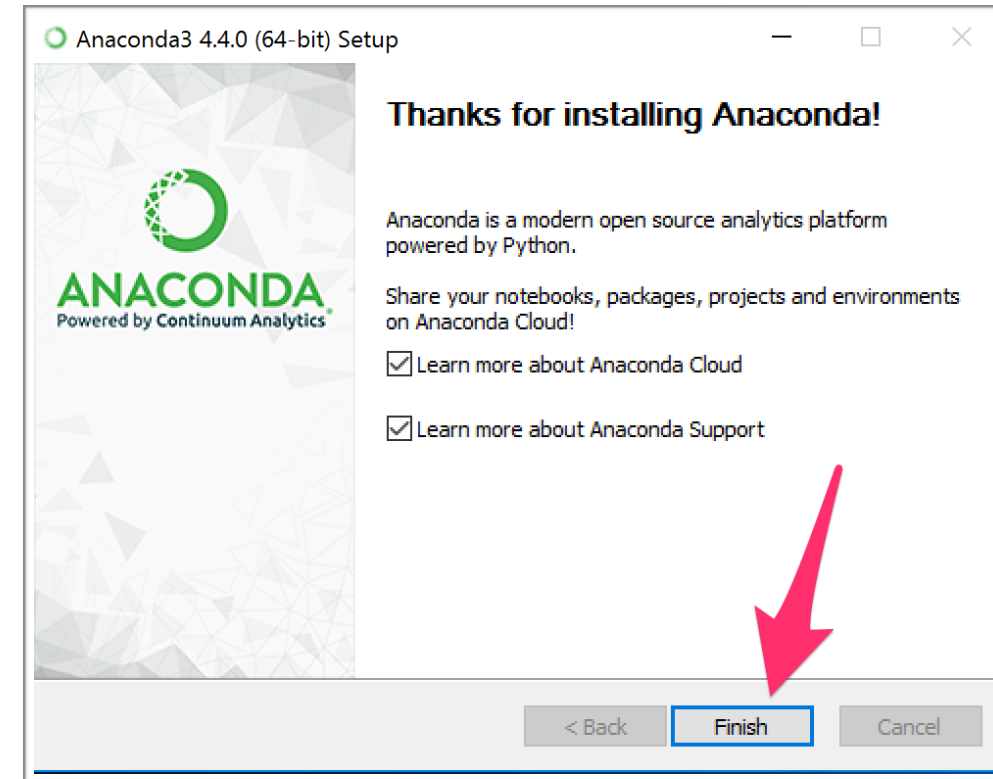 Anaconda3 4.4.0 (64-bit) Setup
Thanks for installing Anaconda!
ANACONDA
Powered by Continuum Analytics
Anaconda is a modern open source analytics platform
powered by Python.
Share your notebooks, packages, projects and environments
on Anaconda Cloud!
Learn more about Anaconda Cloud
Learn more about Anaconda Support
< Back
Finish
Cancel